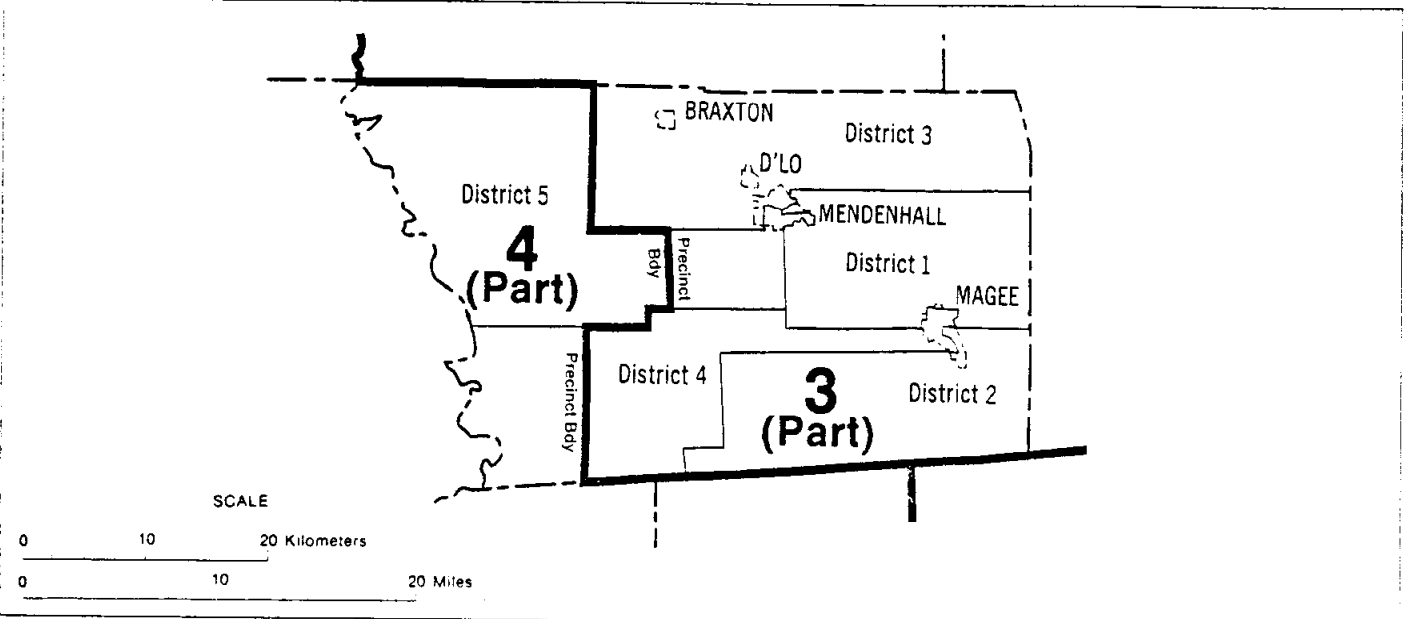 BRAXTON
District 3
D'LO
District 5
MENDENHALL
4
(Part)
Precinct
Bdy
District 1
MAGEE
Precinct Bdy
District 4
3
(Part)
District 2
SCALE
0 10 20 Kilometers
0 10 20 Miles